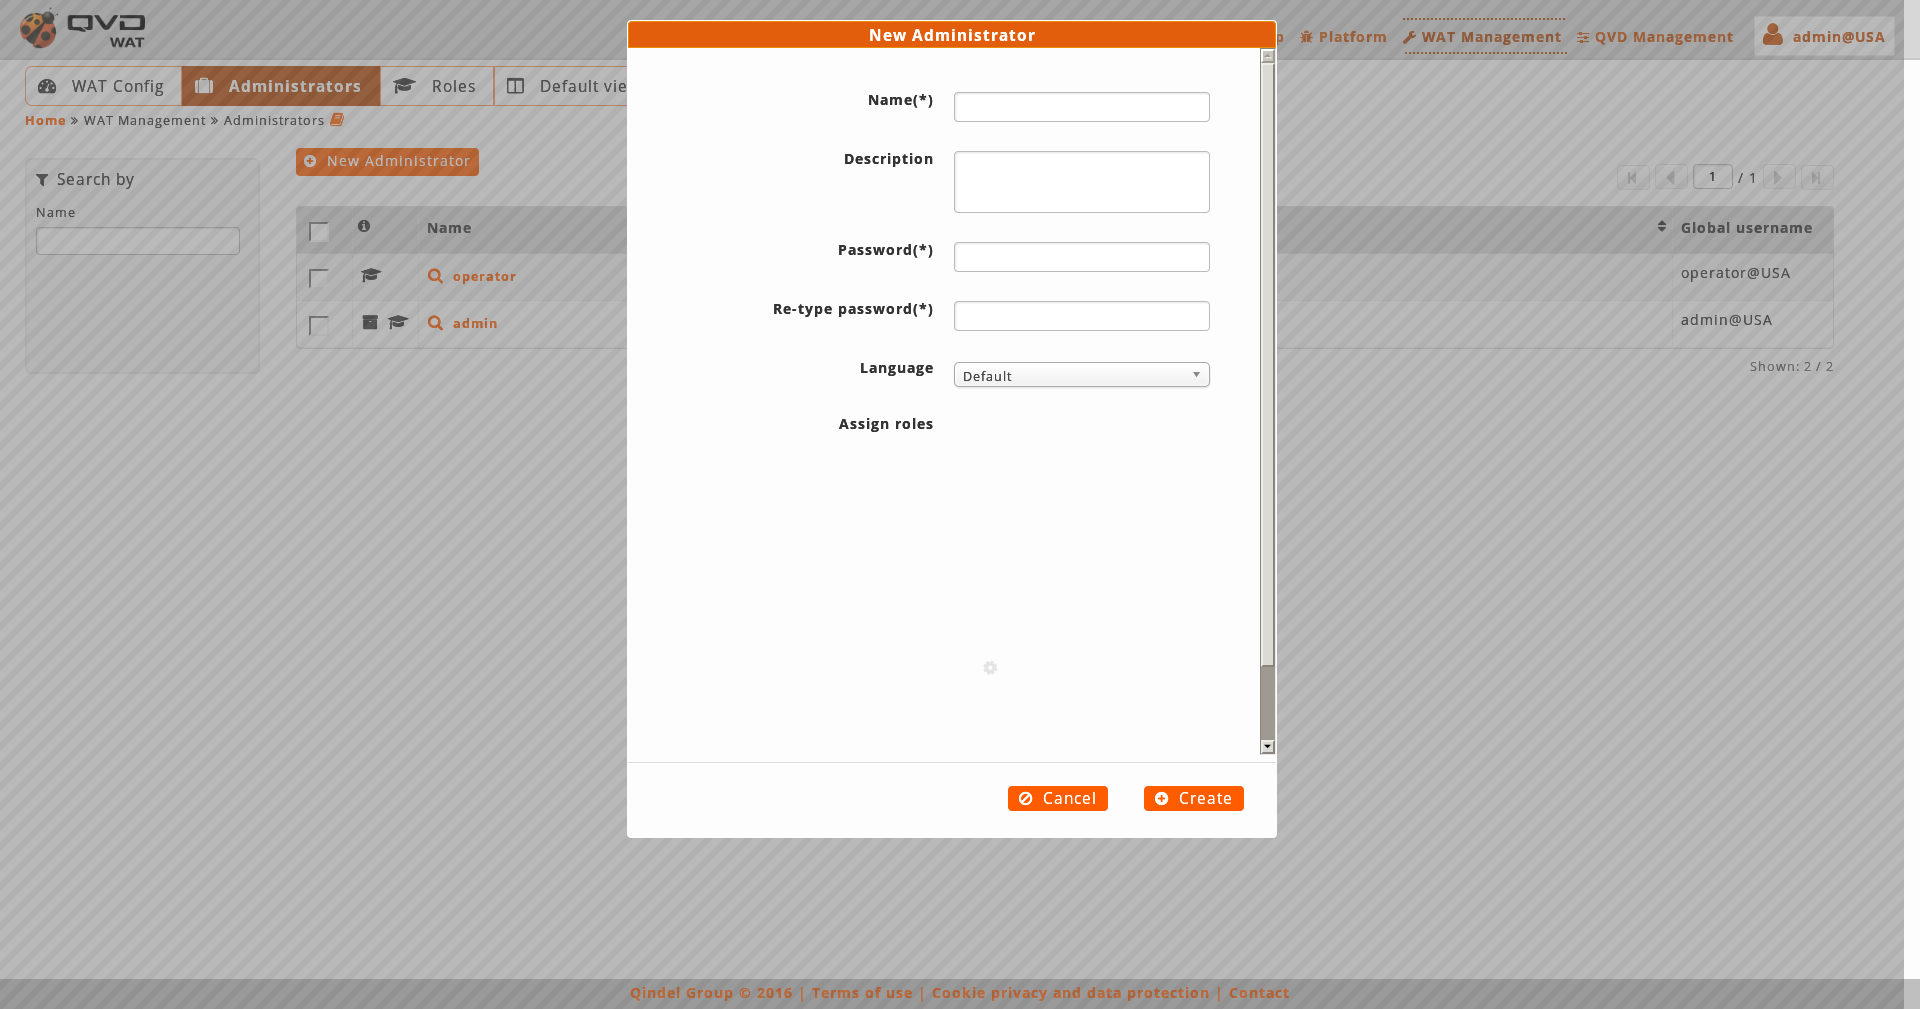 QVD
WAT
Platform
WAT Management
QVD Management
admin@USA
WAT Config
Administrators
Roles
Default vie
Home » WAT Management » Administrators
Search by
Name
New Administrator
1 / 1
Name
Global username
operator
operator@USA
admin
admin@USA
Shown: 2 / 2
New Administrator
Name(*)
Description
Password(*)
Re-type password(*)
Language
Default
Assign roles
Cancel
Create
Qindel Group © 2016 | Terms of use | Cookie privacy and data protection | Contact